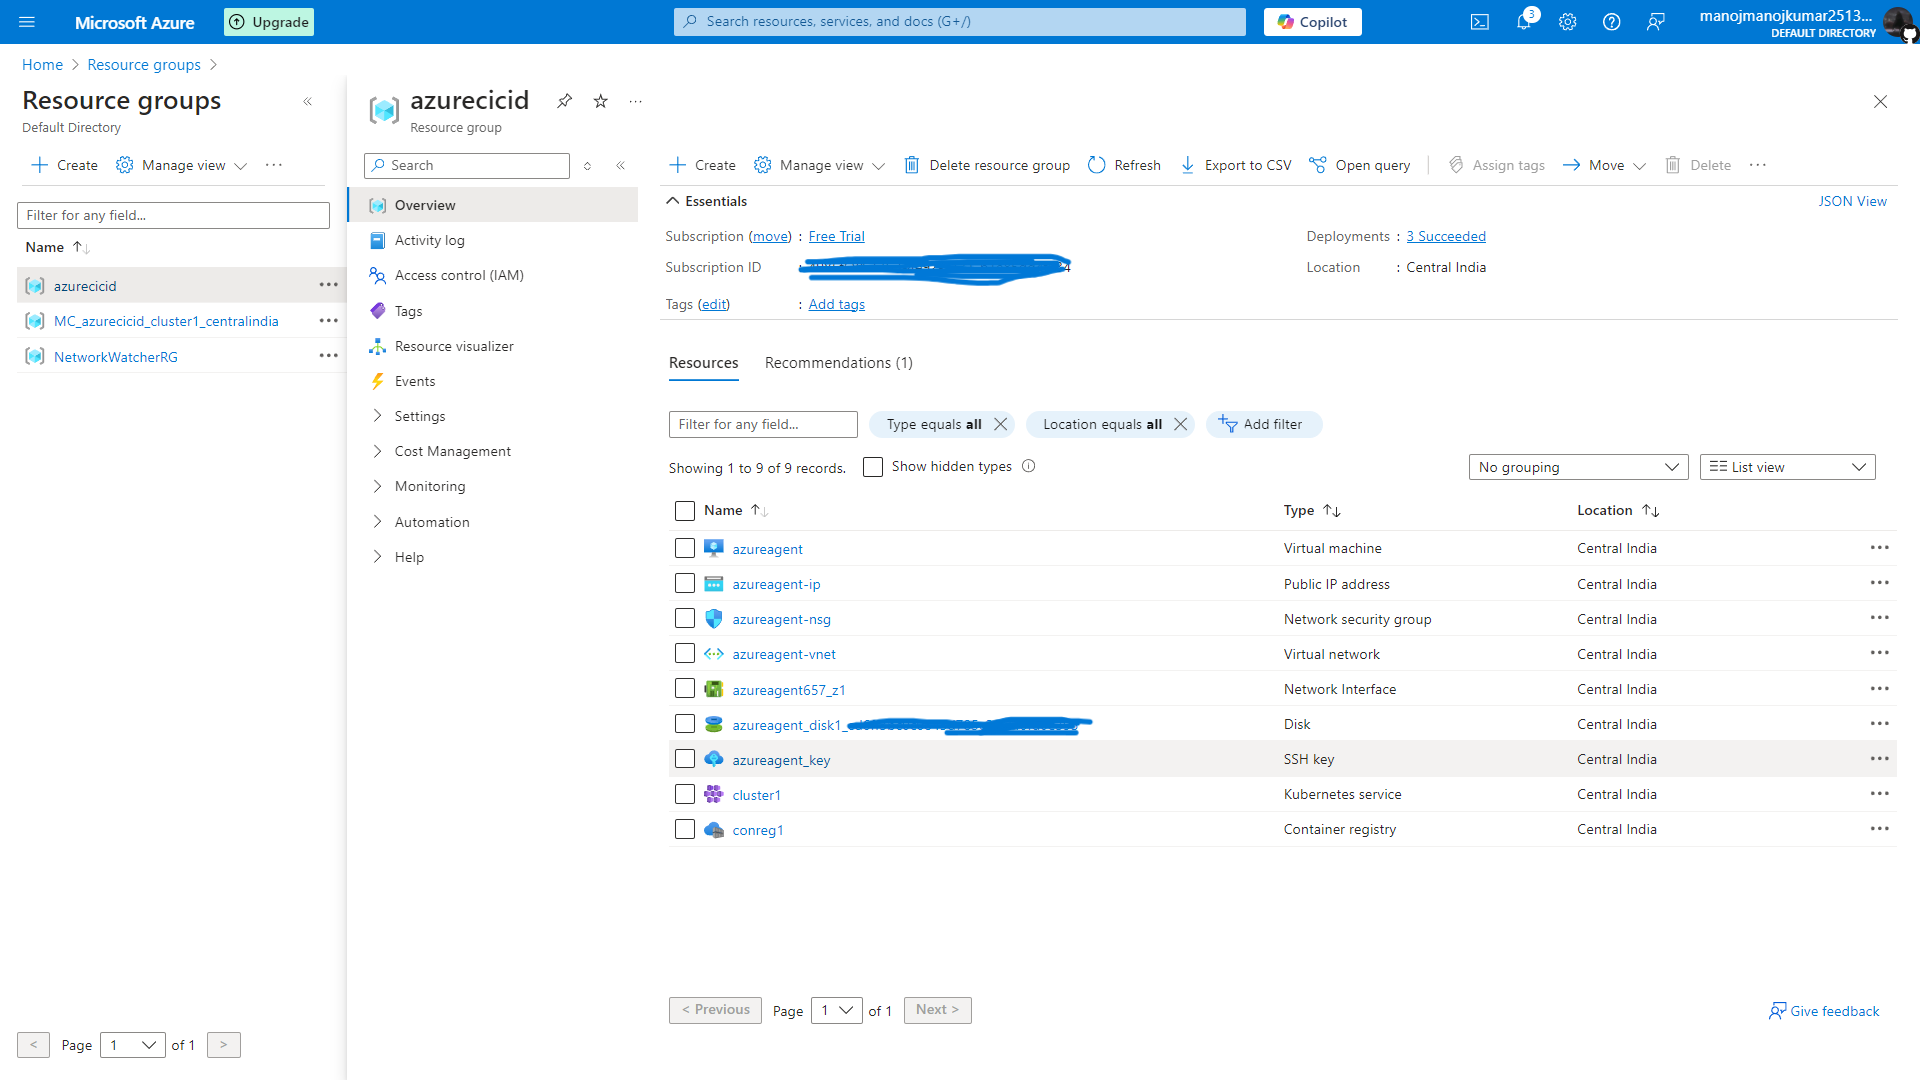 Microsoft Azure
Upgrade
Search resources, services, and docs (G+/)
Copilot
3
manojmanojkumar2513...
DEFAULT DIRECTORY
Home > Resource groups >
Resource groups
Default Directory
Create
Manage view
Filter for any field...
Name
azurecicid
MC_azurecicid_cluster1_centralindia
NetworkWatcherRG
< Page 1 of 1 >
azurecicid
Resource group
Search
Overview
Activity log
Access control (IAM)
Tags
Resource visualizer
Events
Settings
Cost Management
Monitoring
Automation
Help
Create Manage view Delete resource group Refresh Export to CSV Open query Assign tags Move Delete
Essentials
JSON View
Subscription (move) : Free Trial
Deployments : 3 Succeeded
Subscription ID :
Location : Central India
Tags (edit) : Add tags
Resources Recommendations (1)
Filter for any field... Type equals all Location equals all Add filter
Showing 1 to 9 of 9 records. Show hidden types
No grouping List view
Name Type Location
azureagent Virtual machine Central India
azureagent-ip Public IP address Central India
azureagent-nsg Network security group Central India
azureagent-vnet Virtual network Central India
azureagent657_z1 Network Interface Central India
azureagent_disk1_ Disk Central India
azureagent_key SSH key Central India
cluster1 Kubernetes service Central India
conreg1 Container registry Central India
< Previous Page 1 of 1 Next >
Give feedback